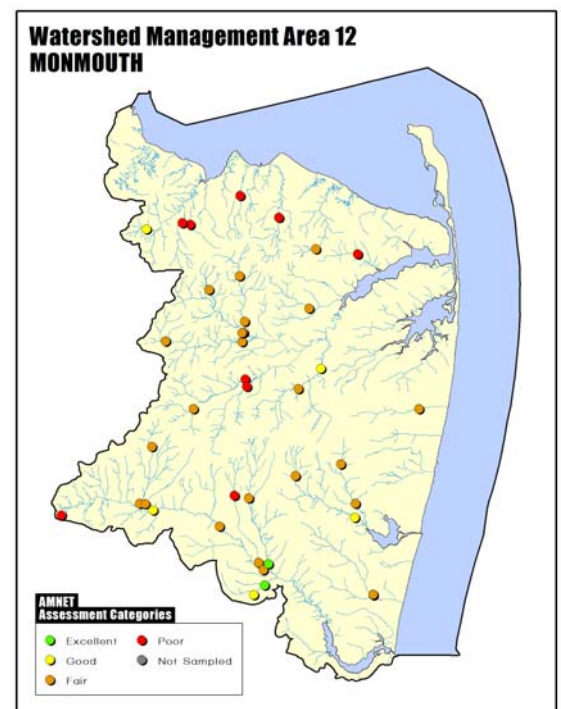 Watershed Management Area 12
MONMOUTH
AMNET
Assessment Categories
Excellent
Good
Fair
Poor
Not Sampled